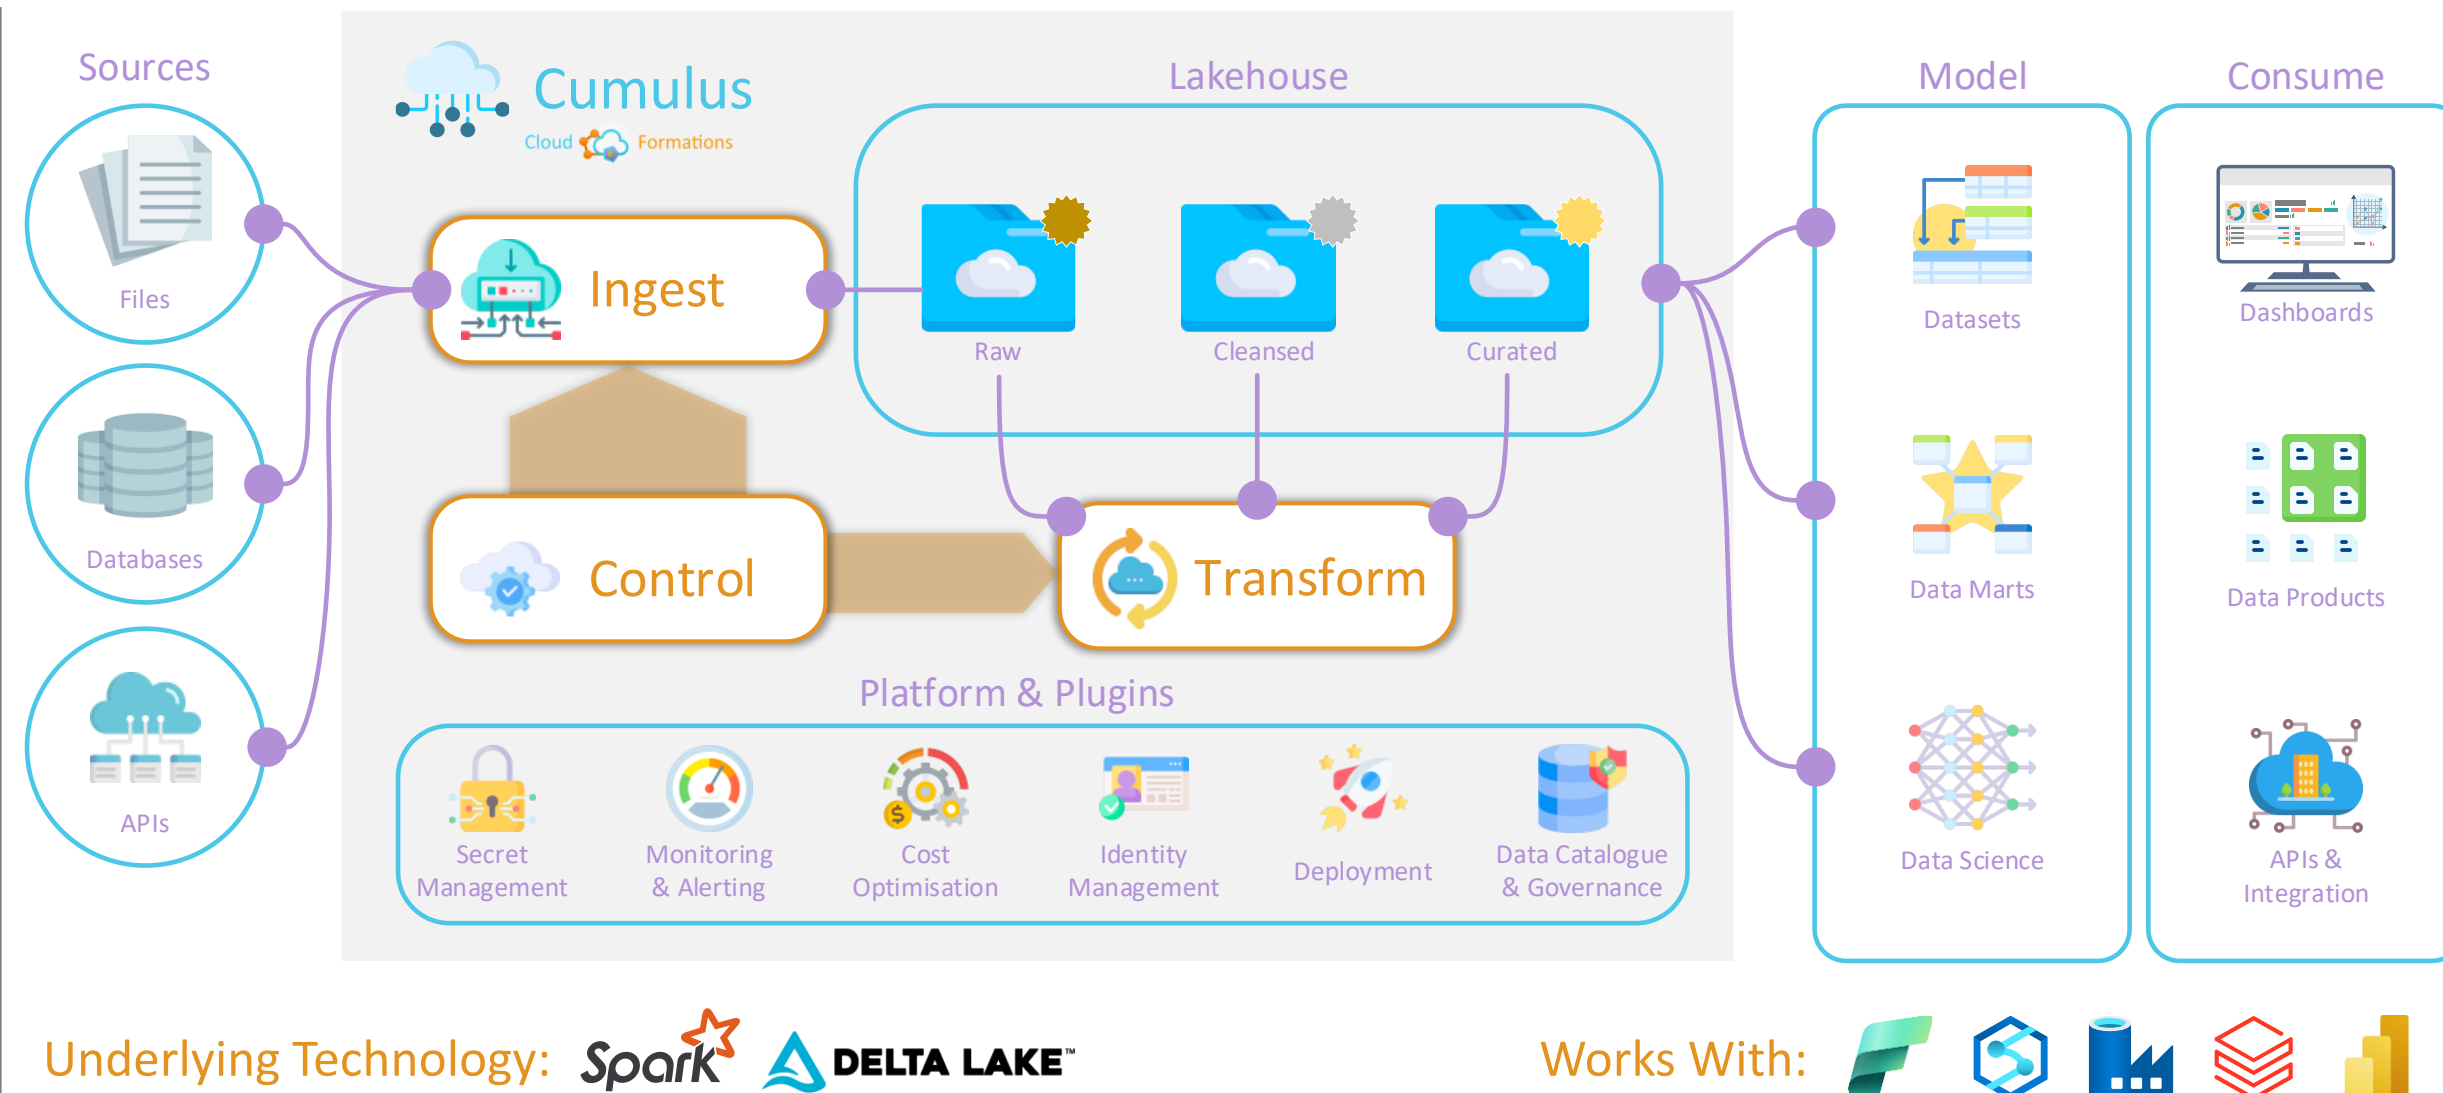 Sources
Files
Databases
APIs
Cumulus
Cloud Formations
Ingest
Control
Transform
Lakehouse
Raw
Cleansed
Curated
Platform & Plugins
Secret
Management
Monitoring
& Alerting
Cost
Optimisation
Identity
Management
Deployment
Data Catalogue
& Governance
Model
Datasets
Data Marts
Data Science
Consume
Dashboards
Data Products
APIs &
Integration
Underlying Technology:
Spark
DELTA LAKE™
Works With: